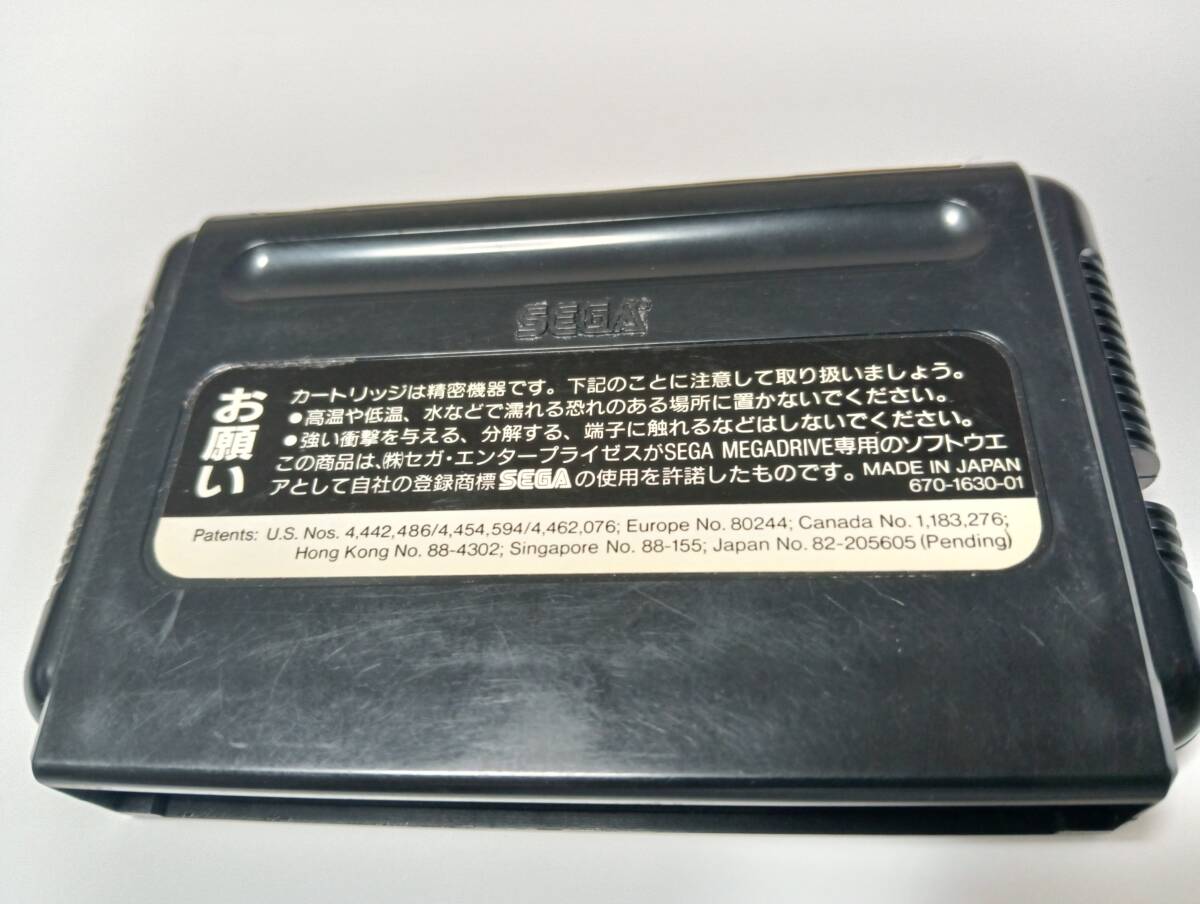 SEGA
お願い
カートリッジは精密機器です。下記のことに注意して取り扱いましょう。
●高温や低温、水などで濡れる恐れのある場所に置かないでください。
●強い衝撃を与える、分解する、端子に触れるなどはしないでください。
この商品は、㈱セガ・エンタープライゼスがSEGA MEGADRIVE専用のソフトウエ
アとして自社の登録商標SEGAの使用を許諾したものです。MADE IN JAPAN
670-1630-01
Patents: U.S. Nos. 4,442,486/4,454,594/4,462,076; Europe No. 80244; Canada No. 1,183,276;
Hong Kong No. 88-4302; Singapore No. 88-155; Japan No. 82-205605 (Pending)